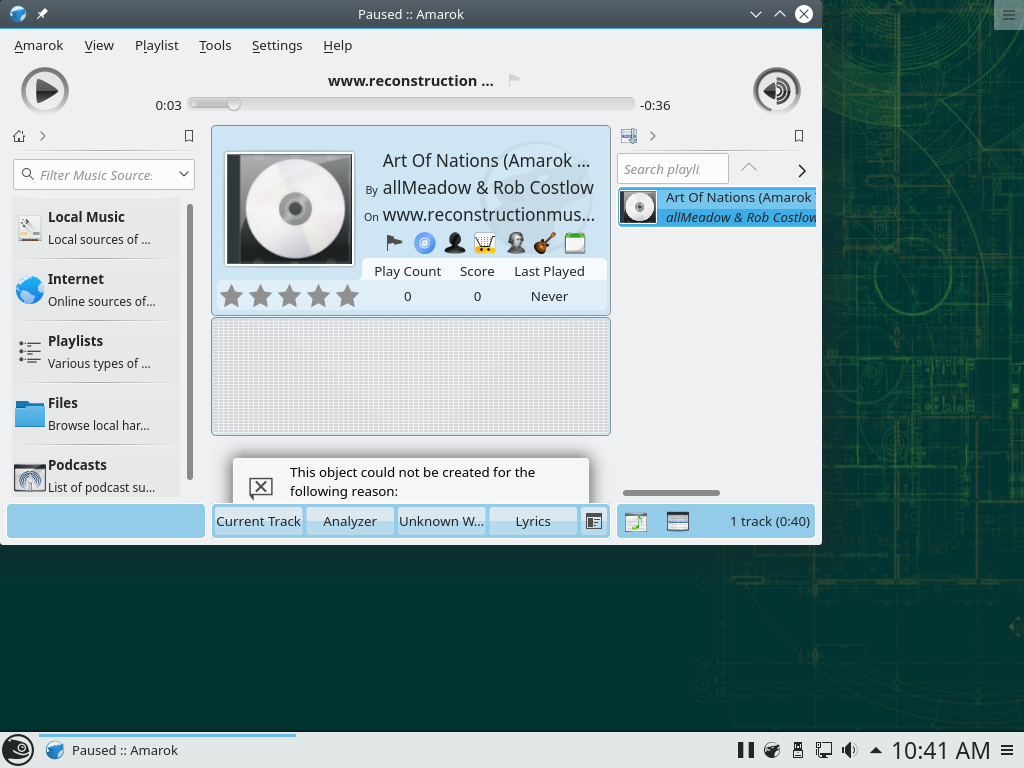 Paused :: Amarok
Amarok View Playlist Tools Settings Help
www.reconstruction ...
0:03 -0:36
Filter Music Source:
Local Music
Local sources of ...
Internet
Online sources of...
Playlists
Various types of ...
Files
Browse local har...
Podcasts
List of podcast su...
Art Of Nations (Amarok ...
By allMeadow & Rob Costlow
On www.reconstructionmus...
Play Count Score Last Played
0 0 Never
This object could not be created for the
following reason:
Current Track Analyzer Unknown W... Lyrics
Search playli
Art Of Nations (Amarok
allMeadow & Rob Costlow
1 track (0:40)
Paused :: Amarok
10:41 AM